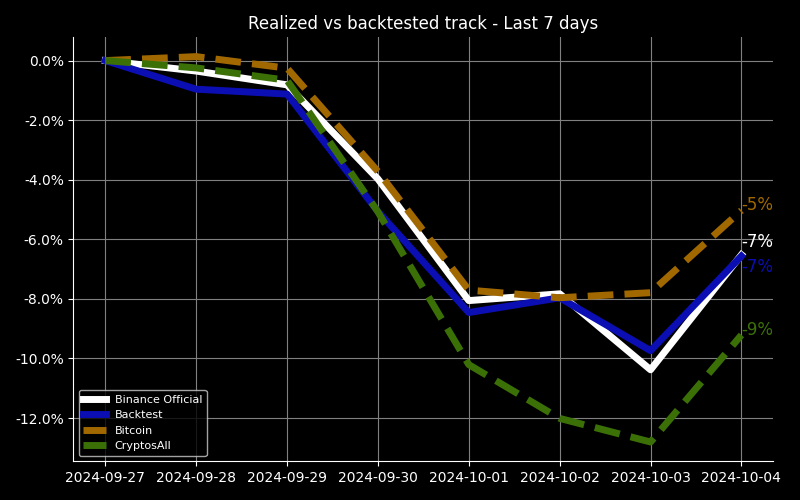 Realized vs backtested track - Last 7 days
0.0%
-2.0%
-4.0%
-6.0%
-8.0%
-10.0%
-12.0%
-5%
-7%
-7%
-9%
Binance Official
Backtest
Bitcoin
CryptosAll
2024-09-27 2024-09-28 2024-09-29 2024-09-30 2024-10-01 2024-10-02 2024-10-03 2024-10-04